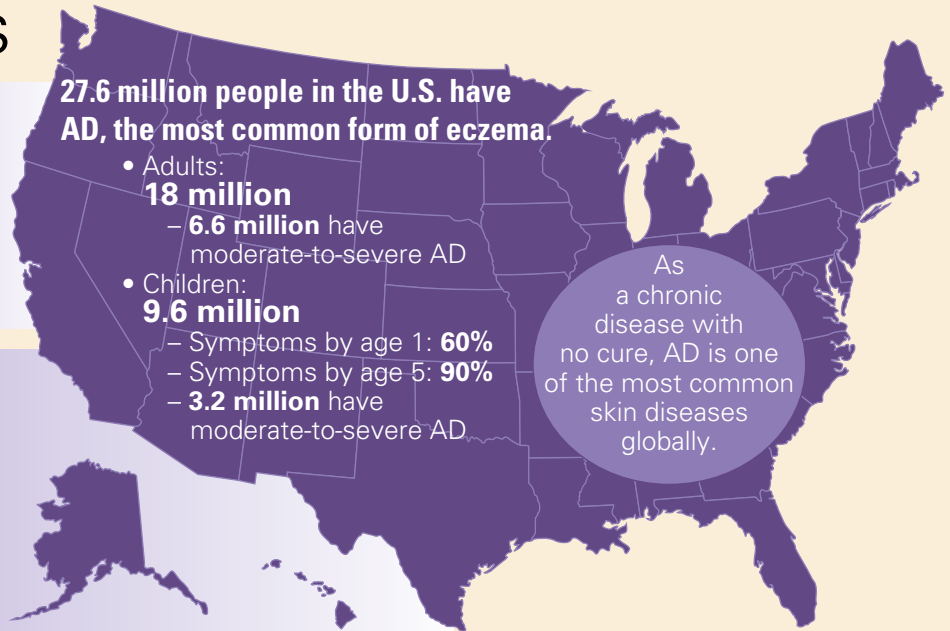 S
27.6 million people in the U.S. have
AD, the most common form of eczema.
• Adults:
18 million
– 6.6 million have
moderate-to-severe AD
• Children:
9.6 million
– Symptoms by age 1: 60%
– Symptoms by age 5: 90%
– 3.2 million have
moderate-to-severe AD
As
a chronic
disease with
no cure, AD is one
of the most common
skin diseases
globally.